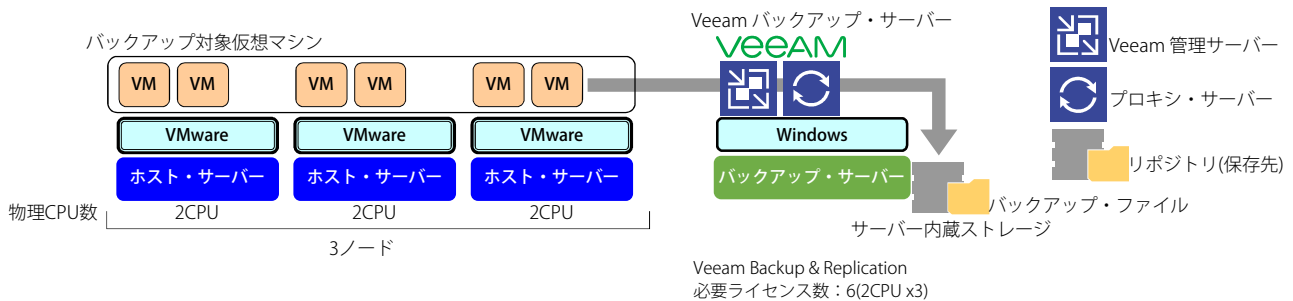 バックアップ対象仮想マシン
VM VM VM VM VM VM
VMware VMware VMware
ホスト・サーバー ホスト・サーバー ホスト・サーバー
物理CPU数 2CPU 2CPU 2CPU
3ノード
Veeam バックアップ・サーバー
veeAM
Windows
バックアップ・サーバー
バックアップ・ファイル
サーバー内蔵ストレージ
Veeam Backup & Replication
必要ライセンス数：6(2CPU x3)
Veeam 管理サーバー
プロキシ・サーバー
リポジトリ(保存先)